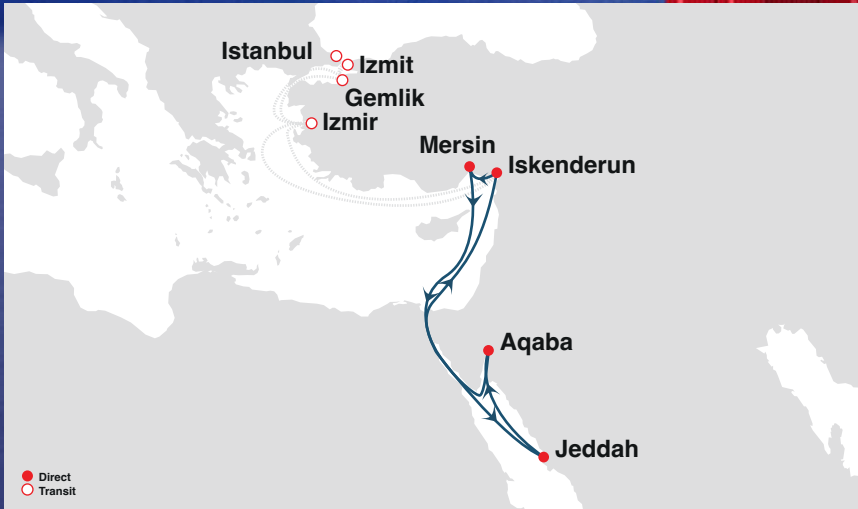 Istanbul
Izmit
Gemlik
Izmir
Mersin
Iskenderun
Aqaba
Jeddah
Direct
Transit